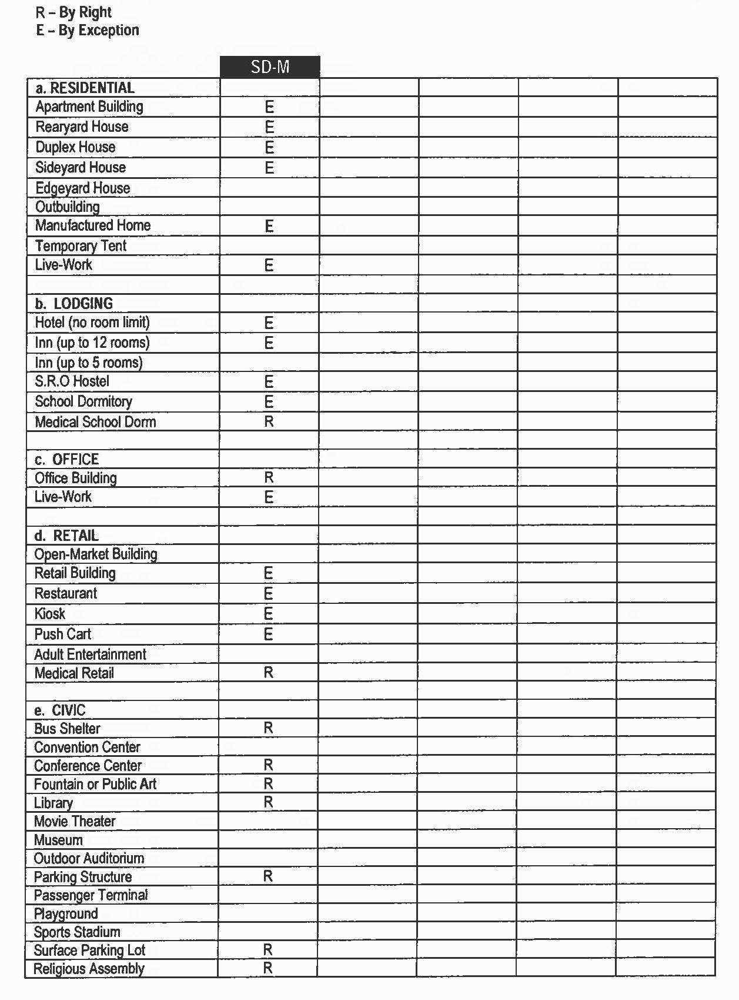 R – By Right
E – By Exception
SD-M
a. RESIDENTIAL
Apartment Building E
Rearyard House E
Duplex House E
Sideyard House E
Edgeyard House
Outbuilding
Manufactured Home E
Temporary Tent
Live-Work E
b. LODGING
Hotel (no room limit) E
Inn (up to 12 rooms) E
Inn (up to 5 rooms)
S.R.O Hostel E
School Dormitory E
Medical School Dorm R
c. OFFICE
Office Building R
Live-Work E
d. RETAIL
Open-Market Building
Retail Building E
Restaurant E
Kiosk E
Push Cart E
Adult Entertainment
Medical Retail R
e. CIVIC
Bus Shelter R
Convention Center
Conference Center R
Fountain or Public Art R
Library R
Movie Theater
Museum
Outdoor Auditorium
Parking Structure R
Passenger Terminal
Playground
Sports Stadium
Surface Parking Lot R
Religious Assembly R